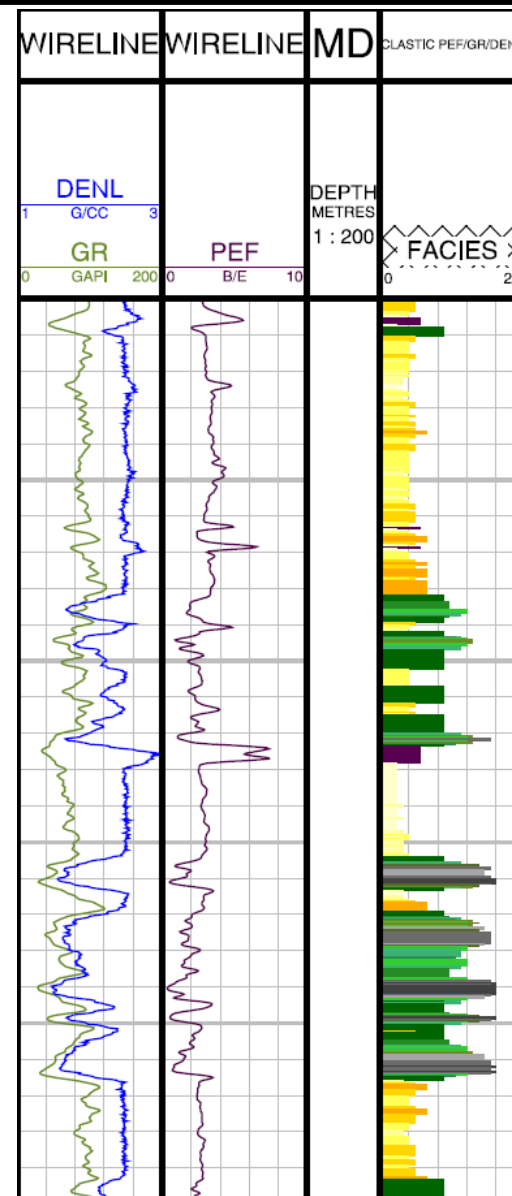 WIRELINE WIRELINE MD CLASTIC PEF/GR/DEN
DENL
1 G/CC 3
GR
0 GAPI 200
PEF
0 B/E 10
DEPTH
METRES
1 : 200
FACIES
0 2